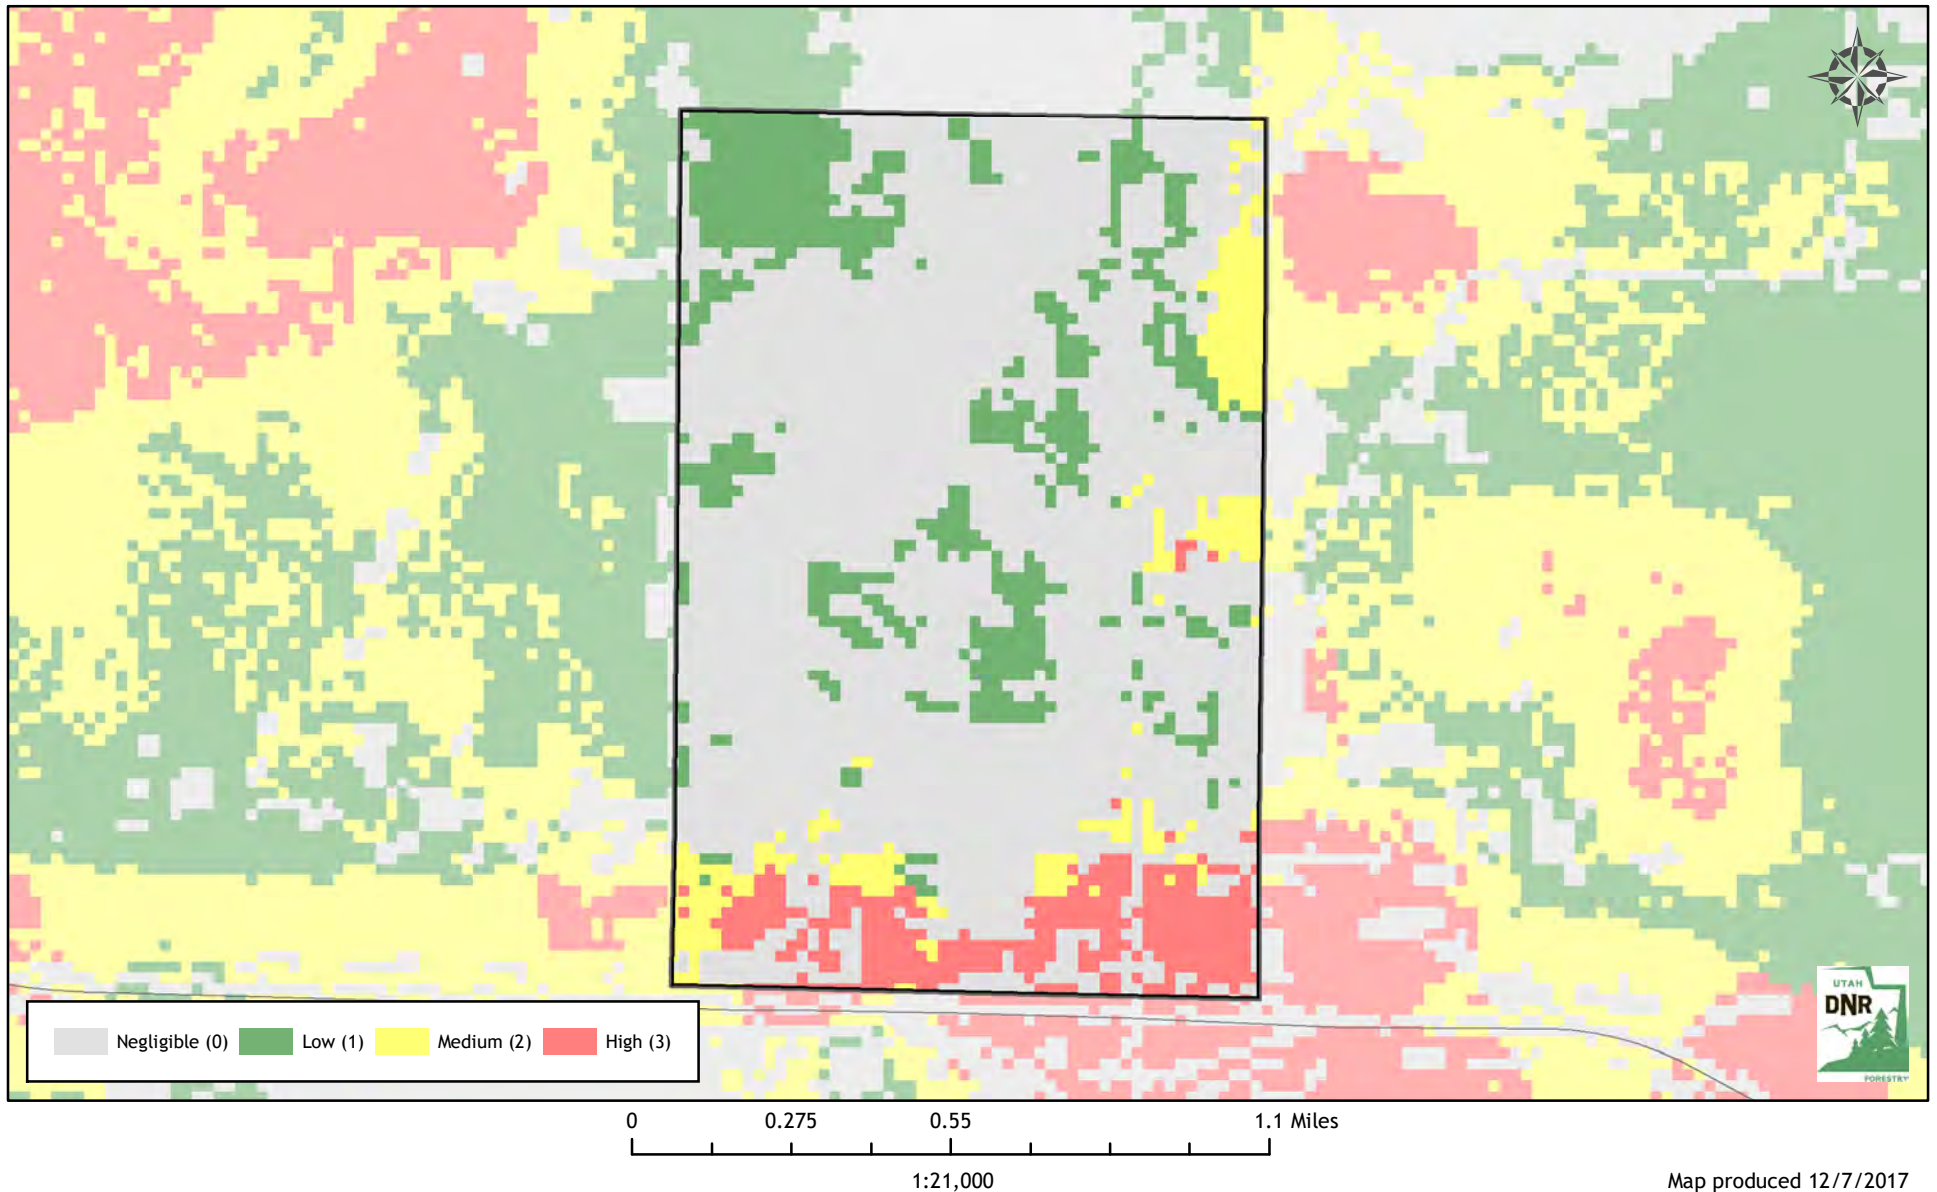 UTAH
DNR
FORESTRY
Negligible (0) Low (1) Medium (2) High (3)
0 0.275 0.55 1.1 Miles
1:21,000
Map produced 12/7/2017